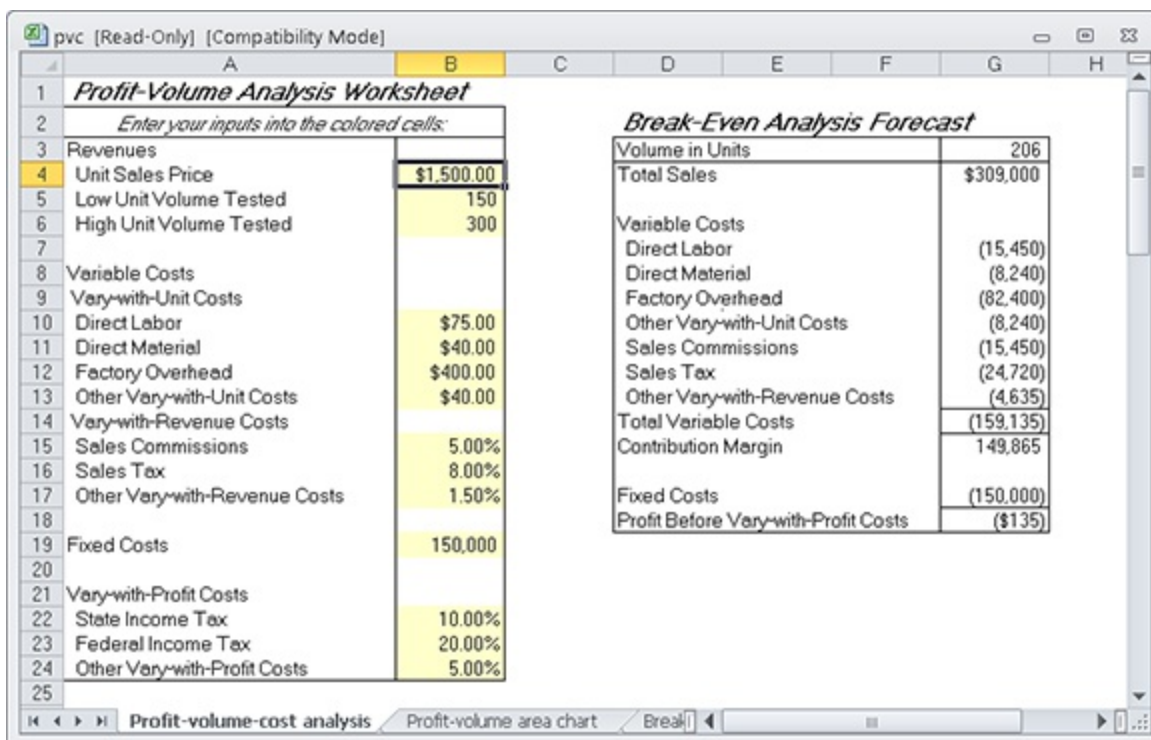 pvc [Read-Only] [Compatibility Mode]
A B C D E F G H
1 Profit-Volume Analysis Worksheet
2 Enter your inputs into the colored cells: Break-Even Analysis Forecast
3 Revenues Volume in Units 206
4 Unit Sales Price $1,500.00 Total Sales $309,000
5 Low Unit Volume Tested 150
6 High Unit Volume Tested 300 Variable Costs
7 Direct Labor (15,450)
8 Variable Costs Direct Material (8,240)
9 Vary-with-Unit Costs Factory Overhead (82,400)
10 Direct Labor $75.00 Other Vary-with-Unit Costs (8,240)
11 Direct Material $40.00 Sales Commissions (15,450)
12 Factory Overhead $400.00 Sales Tax (24,720)
13 Other Vary-with-Unit Costs $40.00 Other Vary-with-Revenue Costs (4,635)
14 Vary-with-Revenue Costs Total Variable Costs (159,135)
15 Sales Commissions 5.00% Contribution Margin 149,865
16 Sales Tax 8.00%
17 Other Vary-with-Revenue Costs 1.50% Fixed Costs (150,000)
18 Profit Before Vary-with-Profit Costs ($135)
19 Fixed Costs 150,000
20
21 Vary-with-Profit Costs
22 State Income Tax 10.00%
23 Federal Income Tax 20.00%
24 Other Vary-with-Profit Costs 5.00%
25
Profit-volume-cost analysis Profit-volume area chart Break